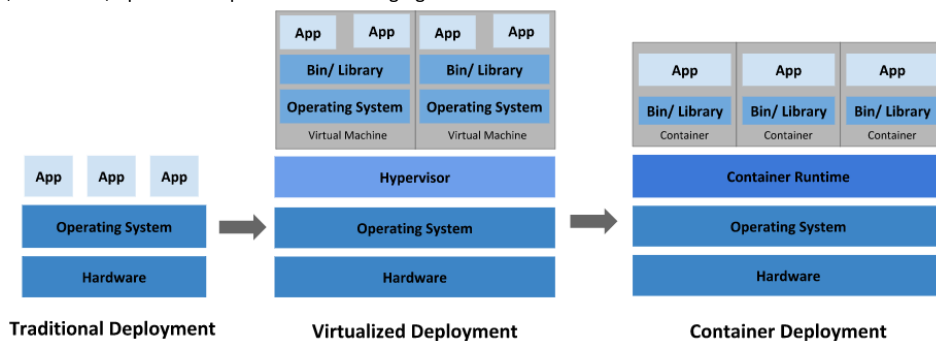 App App App App
Bin/ Library Bin/ Library
Operating System Operating System
Virtual Machine Virtual Machine
App App App
Bin/ Library Bin/ Library Bin/ Library
Container Container Container
App App App
Hypervisor
Container Runtime
Operating System
Operating System
Operating System
Hardware
Hardware
Hardware
Traditional Deployment
Virtualized Deployment
Container Deployment